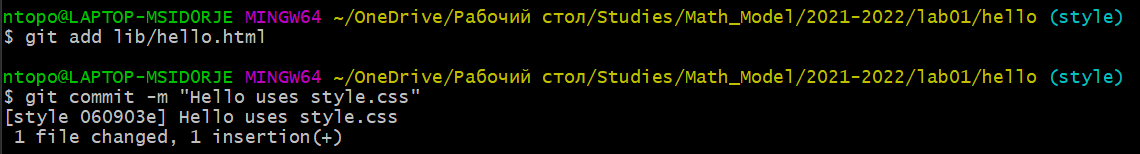 ntopo@LAPTOP-MSIDORJE MINGW64 ~/OneDrive/Рабочий стол/Studies/Math_Model/2021-2022/lab01/hello (style)
$ git add lib/hello.html
ntopo@LAPTOP-MSIDORJE MINGW64 ~/OneDrive/Рабочий стол/Studies/Math_Model/2021-2022/lab01/hello (style)
$ git commit -m "Hello uses style.css"
[style 060903e] Hello uses style.css
1 file changed, 1 insertion(+)